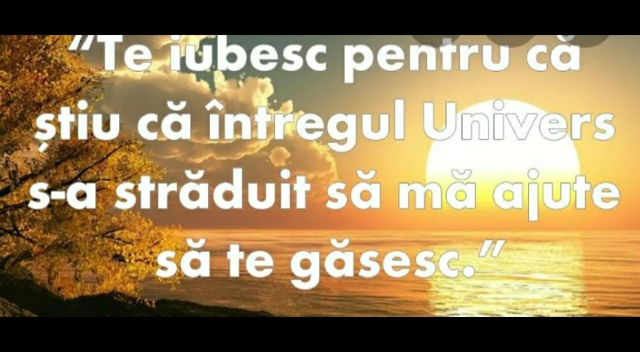 “Te iubesc pentru că
știu că întregul Univers
s-a străduit să mă ajute
să te găsesc.”